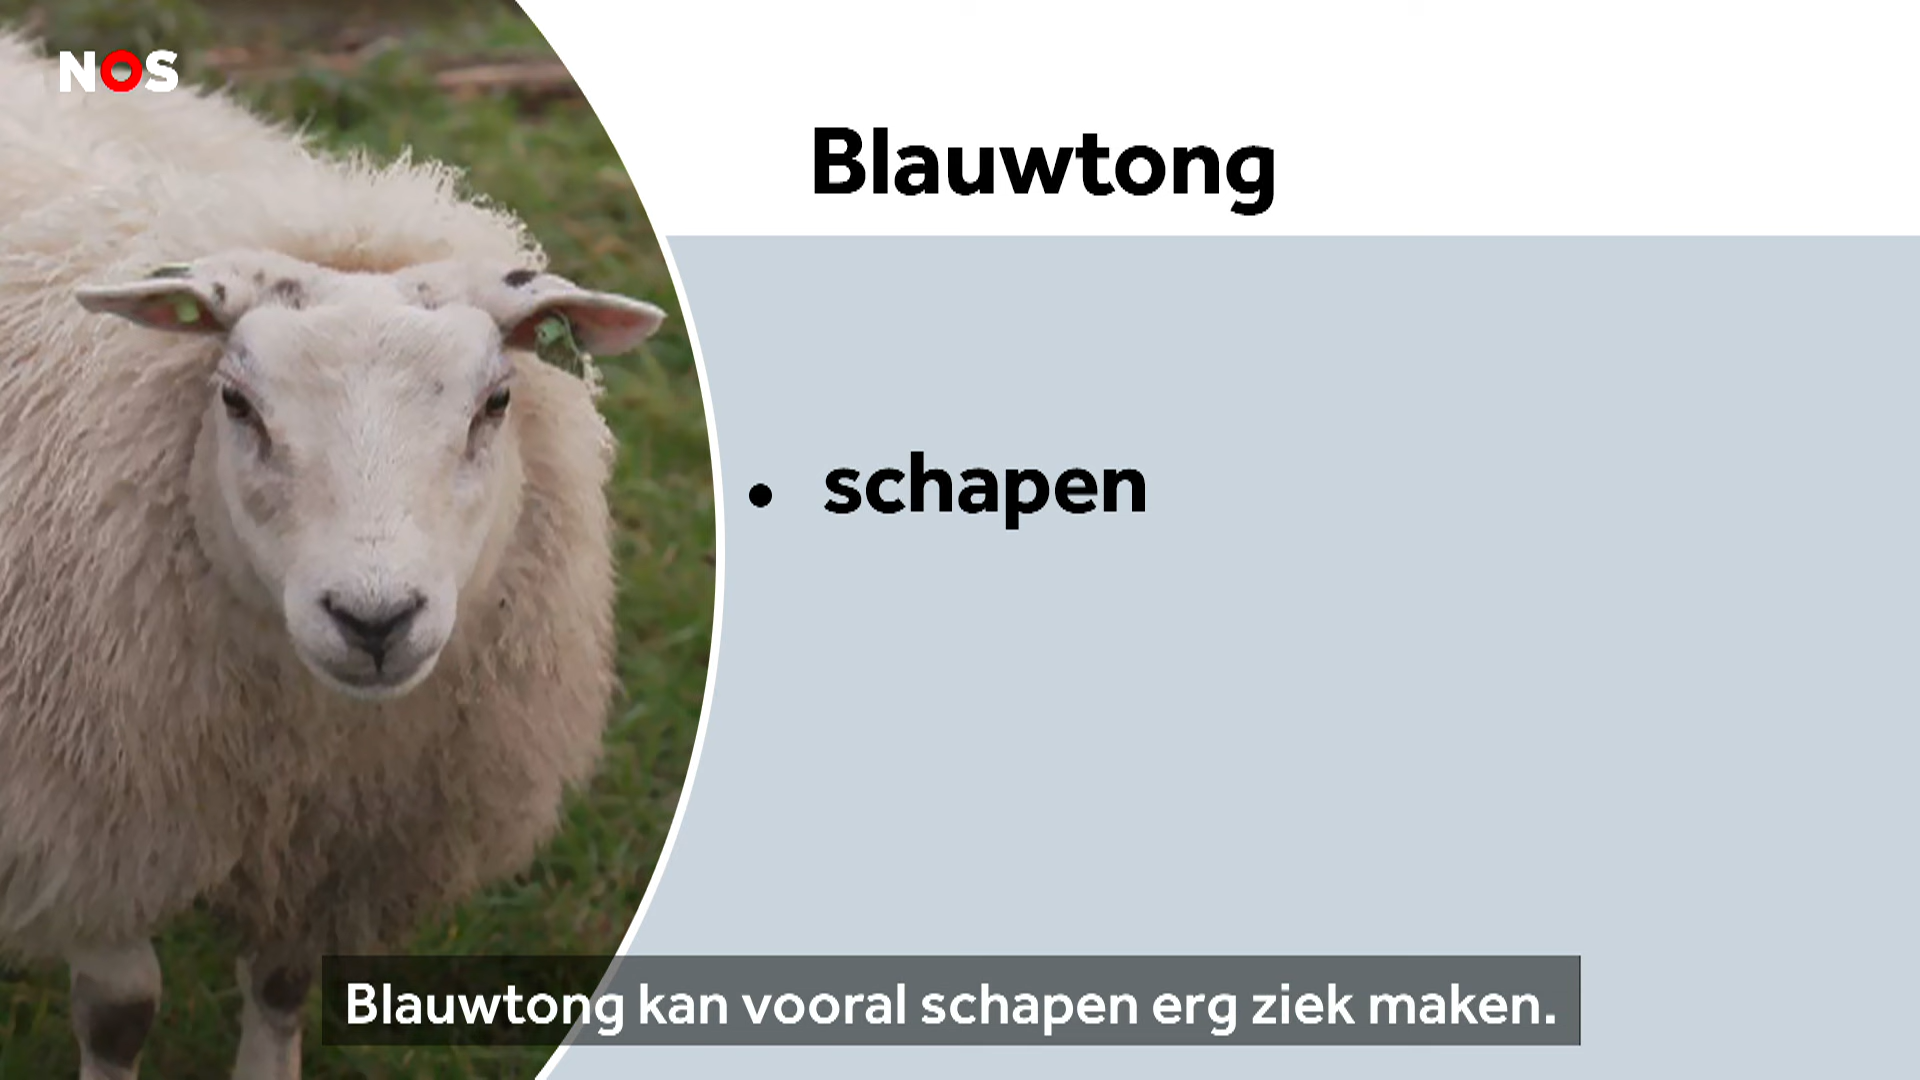 NOS
Blauwtong
• schapen
Blauwtong kan vooral schapen erg ziek maken.